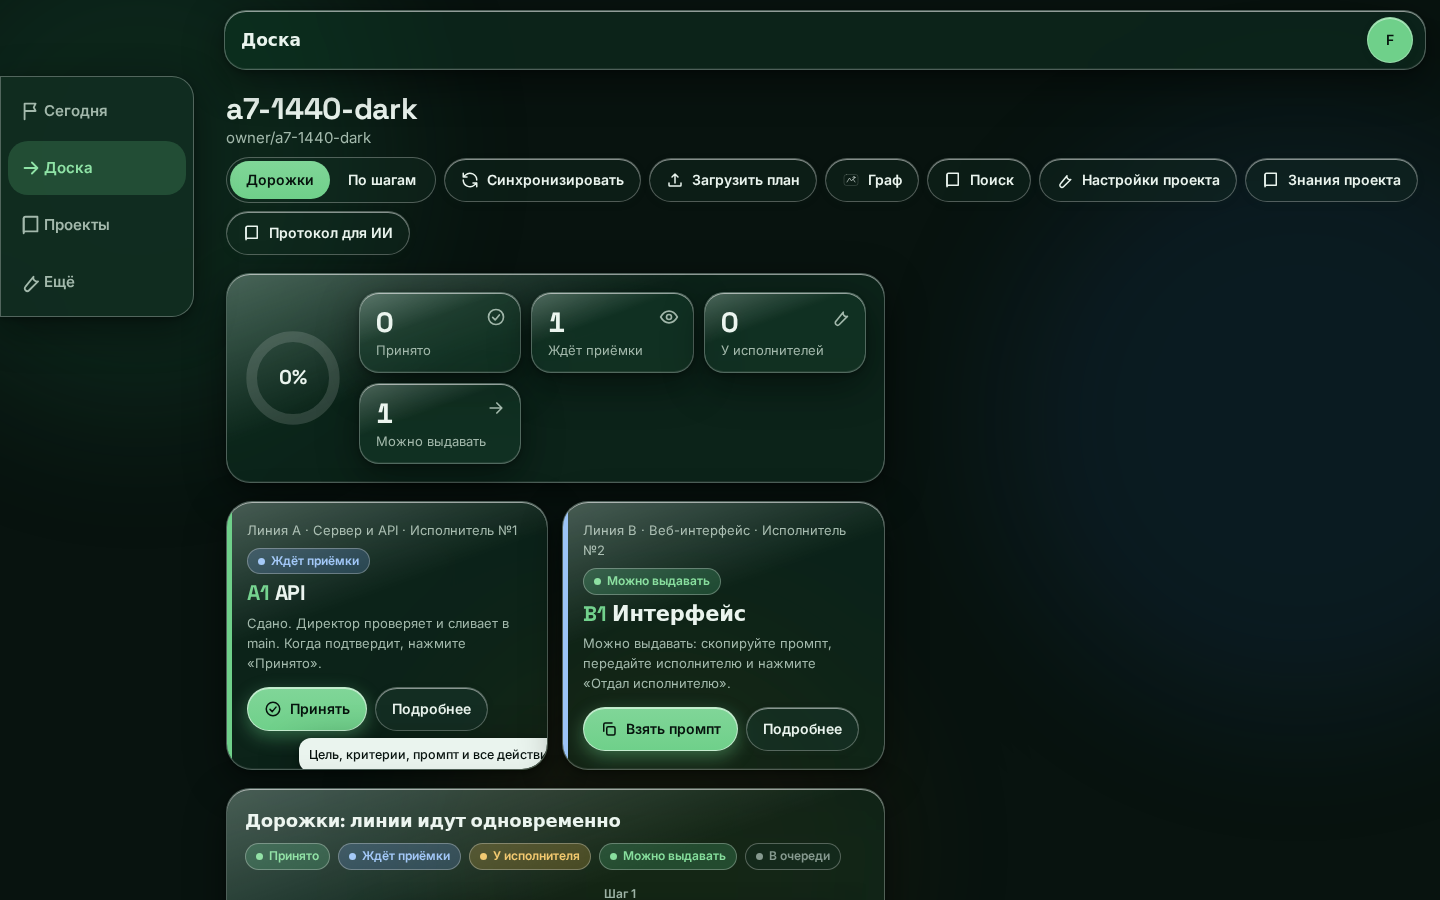 Доска
F
Сегодня
Доска
Проекты
Ещё
a7-1440-dark
owner/a7-1440-dark
Дорожки
По шагам
Синхронизировать
Загрузить план
Граф
Поиск
Настройки проекта
Знания проекта
Протокол для ИИ
0%
0
Принято
1
Ждёт приёмки
0
У исполнителей
1
Можно выдавать
Линия A · Сервер и API · Исполнитель №1
Ждёт приёмки
A1 API
Сдано. Директор проверяет и сливает в
main. Когда подтвердит, нажмите
«Принято».
Принять
Подробнее
Цель, критерии, промпт и все действи
Линия B · Веб-интерфейс · Исполнитель
№2
Можно выдавать
B1 Интерфейс
Можно выдавать: скопируйте промпт,
передайте исполнителю и нажмите
«Отдал исполнителю».
Взять промпт
Подробнее
Дорожки: линии идут одновременно
Принято
Ждёт приёмки
У исполнителя
Можно выдавать
В очереди
Шаг 1